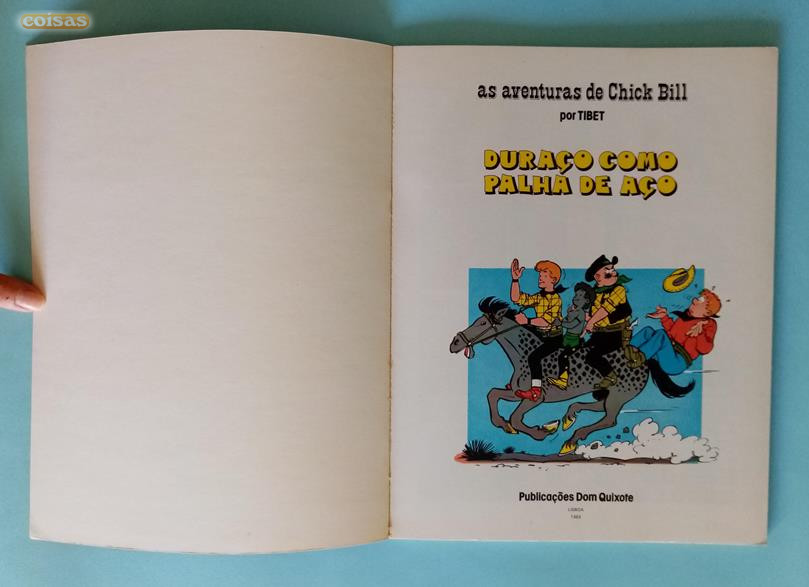 coisas
as aventuras de Chick Bill
por TIBET
DURAÇO COMO
PALHA DE AÇO
Publicações Dom Quixote
LISBOA